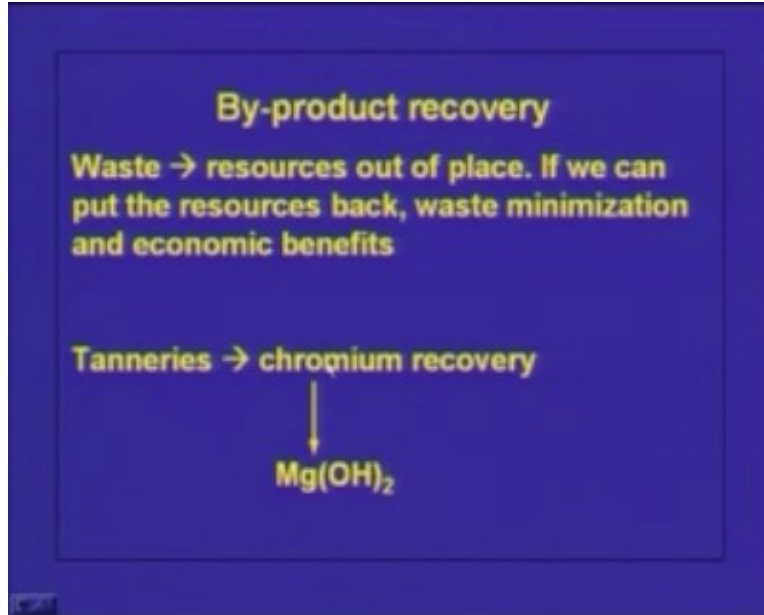 By-product recovery
Waste → resources out of place. If we can
put the resources back, waste minimization
and economic benefits
Tanneries → chromium recovery
Mg(OH)₂